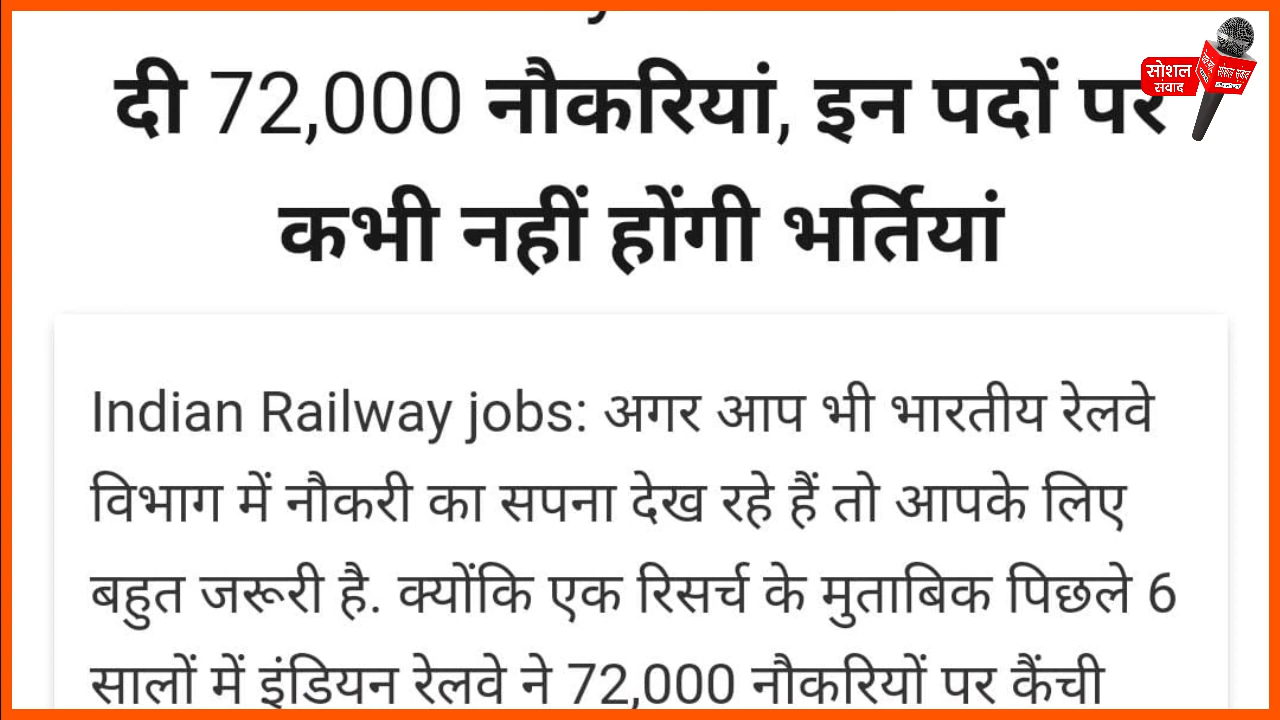 दी 72,000 नौकरियां, इन पदों पर
कभी नहीं होंगी भर्तियां
सोशल
संवाद
Indian Railway jobs: अगर आप भी भारतीय रेलवे
विभाग में नौकरी का सपना देख रहे हैं तो आपके लिए
बहुत जरूरी है. क्योंकि एक रिसर्च के मुताबिक पिछले 6
सालों में इंडियन रेलवे ने 72,000 नौकरियों पर कैंची